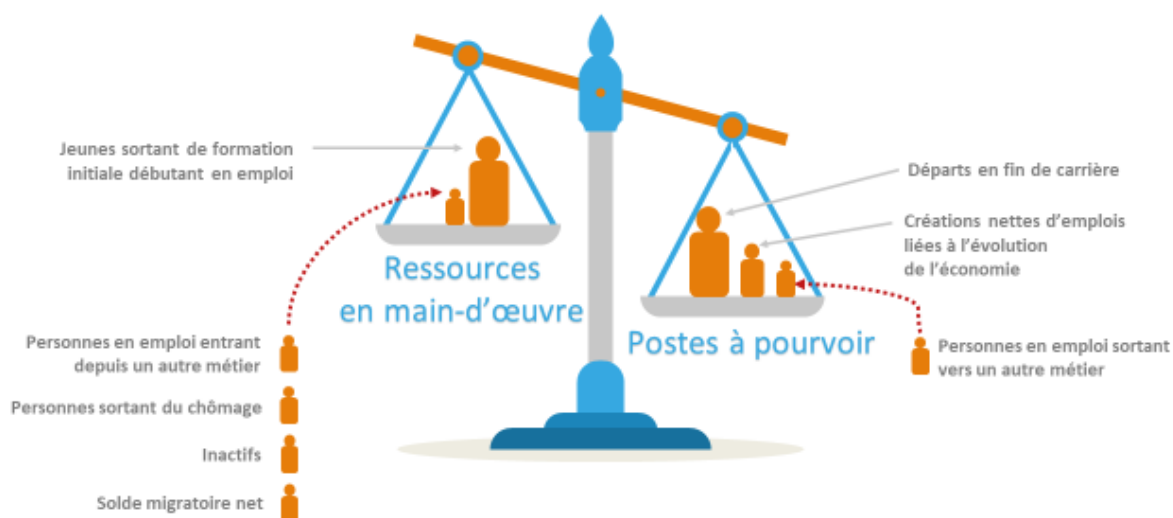 Jeunes sortant de formation
initiale débutant en emploi
Départs en fin de carrière
Créations nettes d'emplois
liées à l'évolution
de l'économie
Ressources
en main-d'œuvre
Postes à pourvoir
Personnes en emploi entrant
depuis un autre métier
Personnes en emploi sortant
vers un autre métier
Personnes sortant du chômage
Inactifs
Solde migratoire net